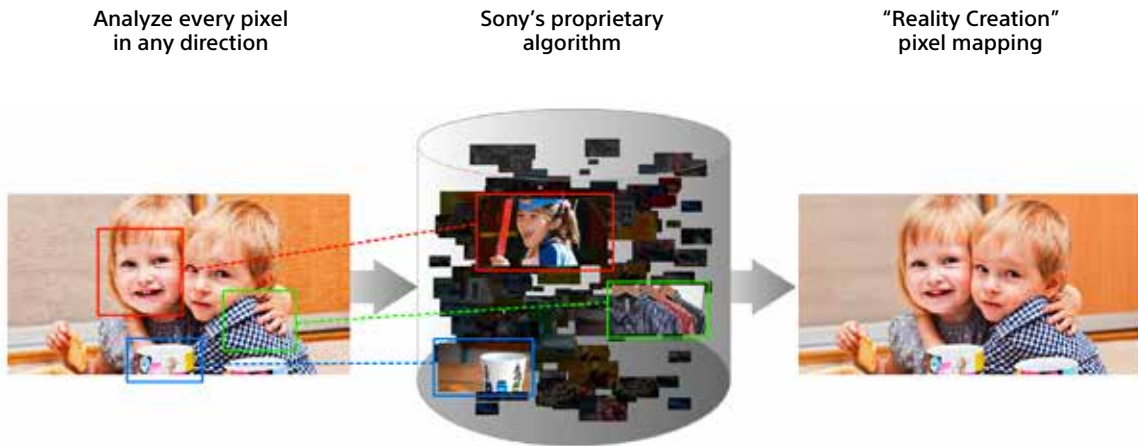 Analyze every pixel
in any direction
Sony’s proprietary
algorithm
“Reality Creation”
pixel mapping